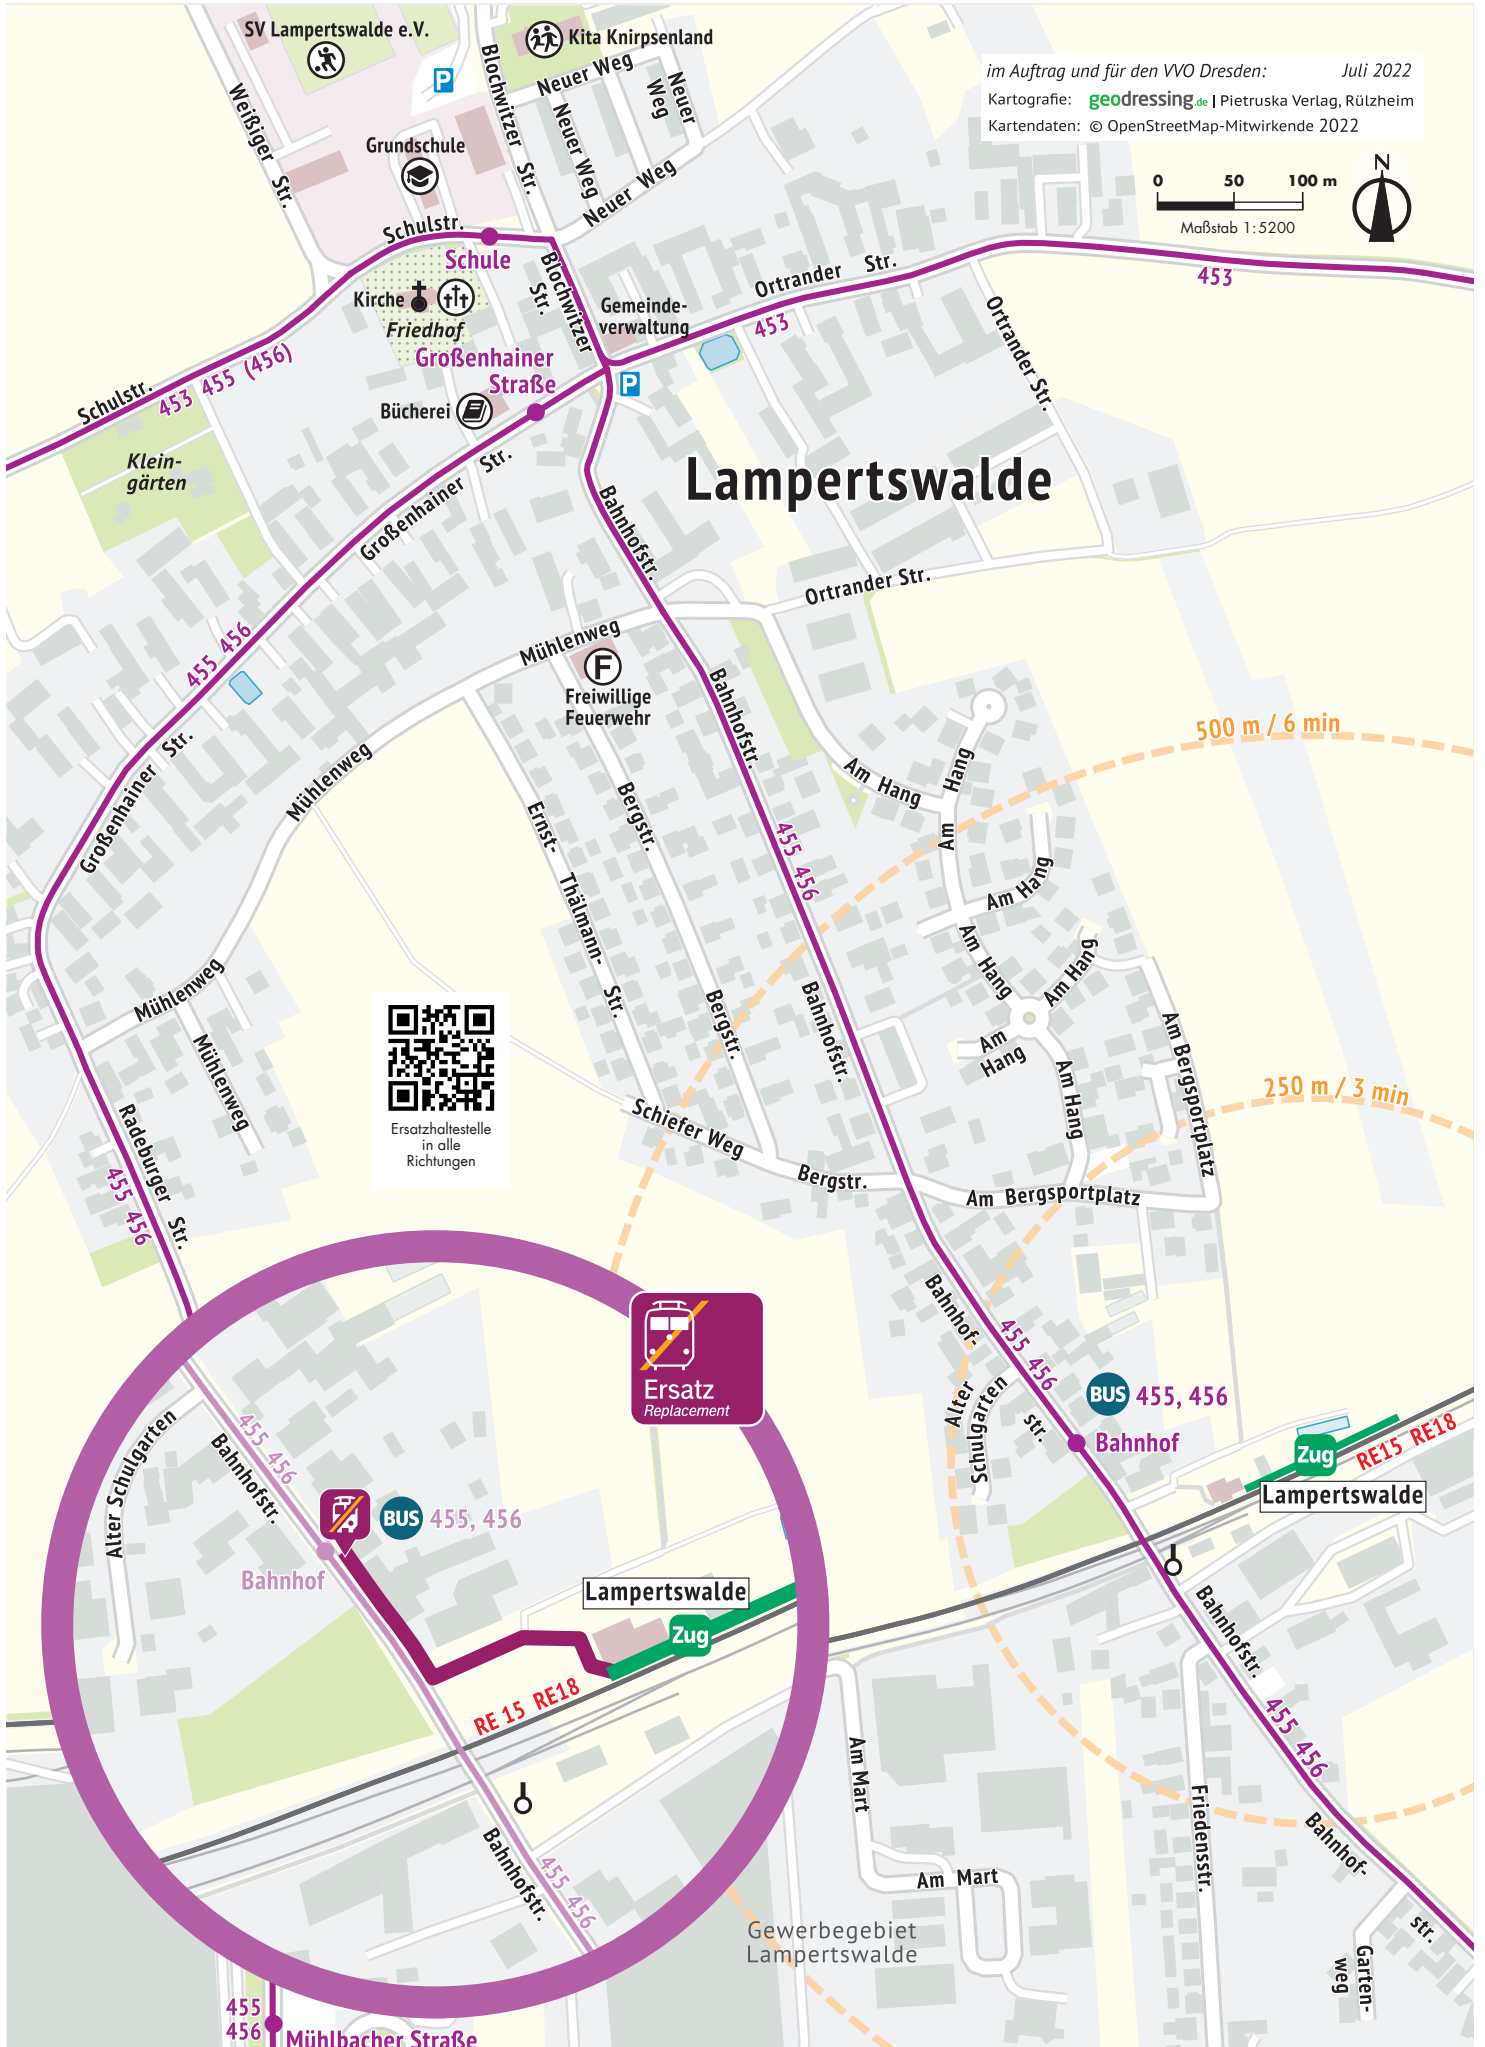 SV Lampertswalde e.V.
Kita Knirpsenland
P
Blochwitzer Str.
Neuer Weg
Neuer Weg
Neuer Weg
Neuer Weg
Weißiger Str.
Grundschule
im Auftrag und für den VVO Dresden: Juli 2022
Kartografie: geodressing.de | Pietruska Verlag, Rülzheim
Kartendaten: © OpenStreetMap-Mitwirkende 2022
0 50 100 m
Maßstab 1:5200
N
Schulstr.
Schule
Blochwitzer Str.
Kirche
Friedhof
Gemeinde-
verwaltung
Ortrander Str.
453
453
Ortrander Str.
Großenhainer
Straße
P
Bücherei
Schulstr.
453 455 (456)
Klein-
gärten
Großenhainer Str.
Lampertswalde
Bahnhofstr.
Ortrander Str.
455 456
Mühlenweg
F
Freiwillige
Feuerwehr
Bahnhofstr.
500 m / 6 min
Großenhainer Str.
Mühlenweg
Am Hang
Am Hang
Am Hang
Ernst-Thälmann-Str.
Bergstr.
455 456
Am Hang
Am Hang
Mühlenweg
Mühlenweg
Bergstr.
Bahnhofstr.
Am
Hang
Am Hang
Am Bergsportplatz
250 m / 3 min
Ersatzhaltestelle
in alle
Richtungen
Radeburger Str.
455 456
Schiefer Weg
Bergstr.
Am Bergsportplatz
Ersatz
Replacement
Bahnhof-
str.
455 456
Alter
Schulgarten
BUS 455, 456
Bahnhof
Zug
RE15 RE18
Lampertswalde
455 456
Bahnhofstr.
Alter Schulgarten
BUS 455, 456
Bahnhof
Lampertswalde
Zug
RE 15 RE18
Bahnhofstr.
455 456
Bahnhofstr.
455 456
Bahnhof-
str.
Am Mart
Am Mart
Friedensstr.
Garten-
weg
Gewerbegebiet
Lampertswalde
455
456
Mühlbacher Straße